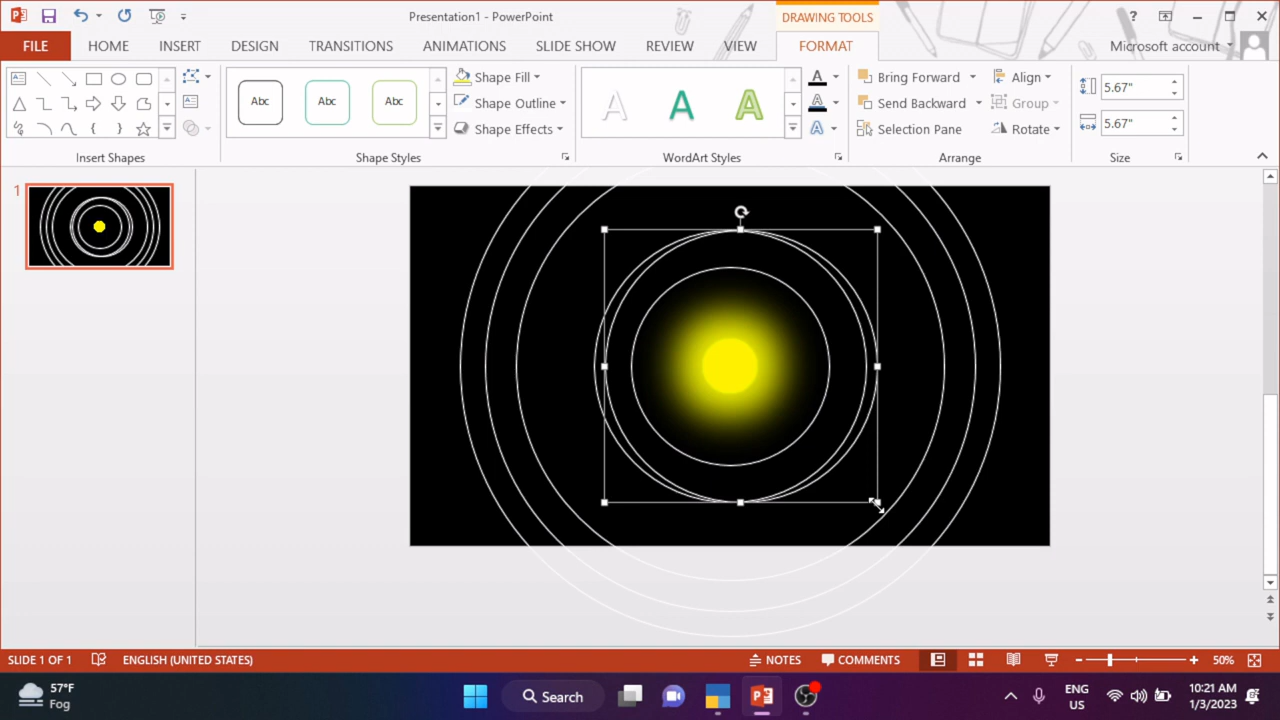 Presentation1 - PowerPoint
DRAWING TOOLS
?
FILE
HOME
INSERT
DESIGN
TRANSITIONS
ANIMATIONS
SLIDE SHOW
REVIEW
VIEW
FORMAT
Microsoft account
Abc
Abc
Abc
Shape Fill
Shape Outline
Shape Effects
A
A
A
A
A
A
Bring Forward
Send Backward
Selection Pane
Align
Group
Rotate
5.67"
5.67"
Insert Shapes
Shape Styles
WordArt Styles
Arrange
Size
1
SLIDE 1 OF 1
ENGLISH (UNITED STATES)
NOTES
COMMENTS
50%
57°F
Fog
Search
ENG
US
10:21 AM
1/3/2023